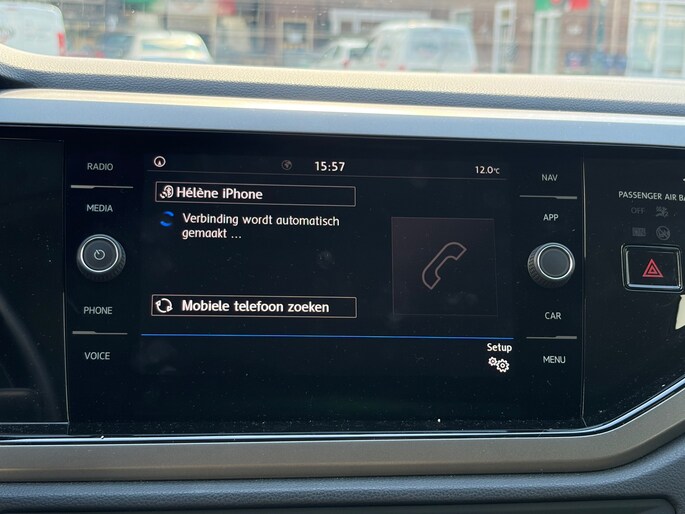 15:57
12.0°C
RADIO
MEDIA
PHONE
VOICE
Hélène iPhone
Verbinding wordt automatisch
gemaakt ...
Mobiele telefoon zoeken
Setup
NAV
APP
CAR
MENU
PASSENGER AIR BA
OFF